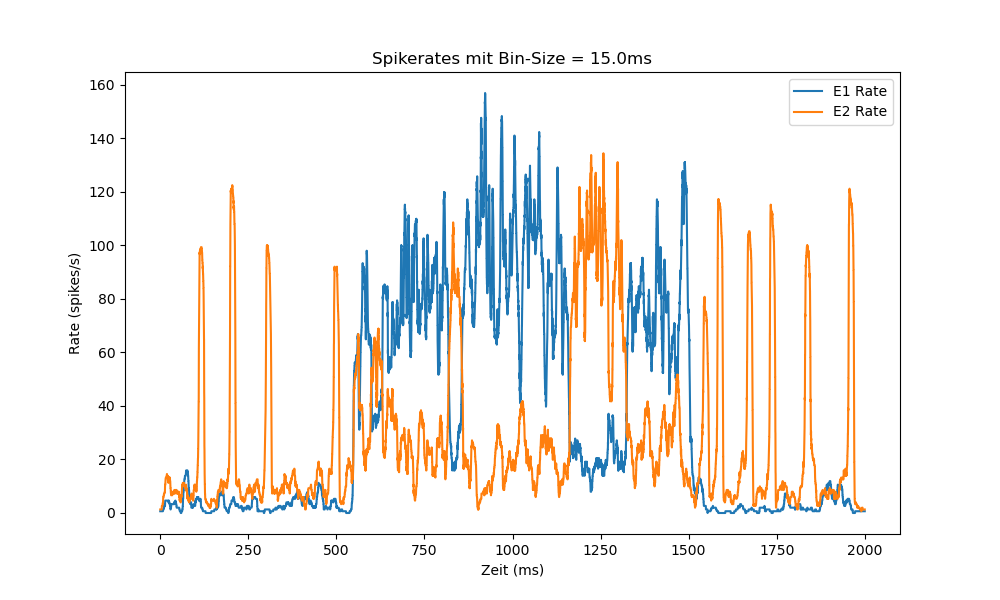 Spikerates mit Bin-Size = 15.0ms
E1 Rate
E2 Rate
160
140
120
100
80
60
40
20
0
Rate (spikes/s)
0 250 500 750 1000 1250 1500 1750 2000
Zeit (ms)